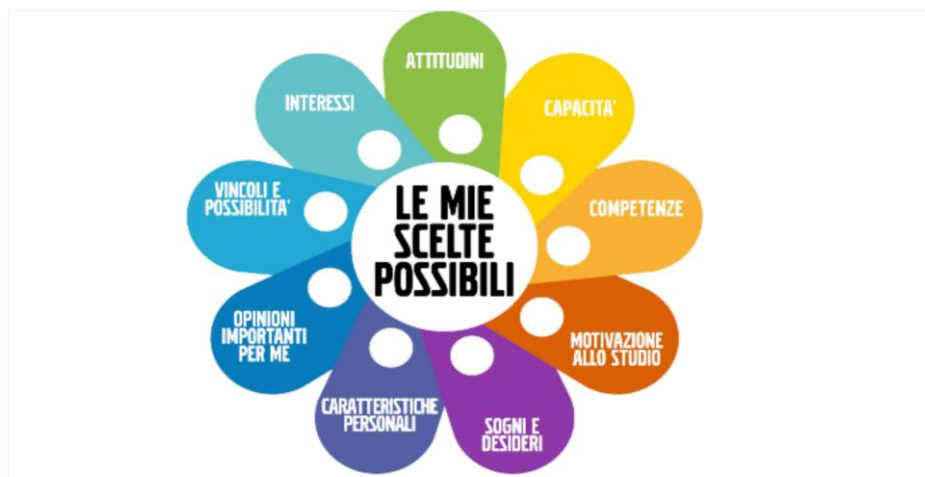 ATTITUDINI
CAPACITA'
COMPETENZE
MOTIVAZIONE
ALLO STUDIO
SOGNI E
DESIDERI
CARATTERISTICHE
PERSONALI
OPINIONI
IMPORTANTI
PER ME
VINCOLI E
POSSIBILITA'
INTERESSI
LE MIE
SCELTE
POSSIBILI